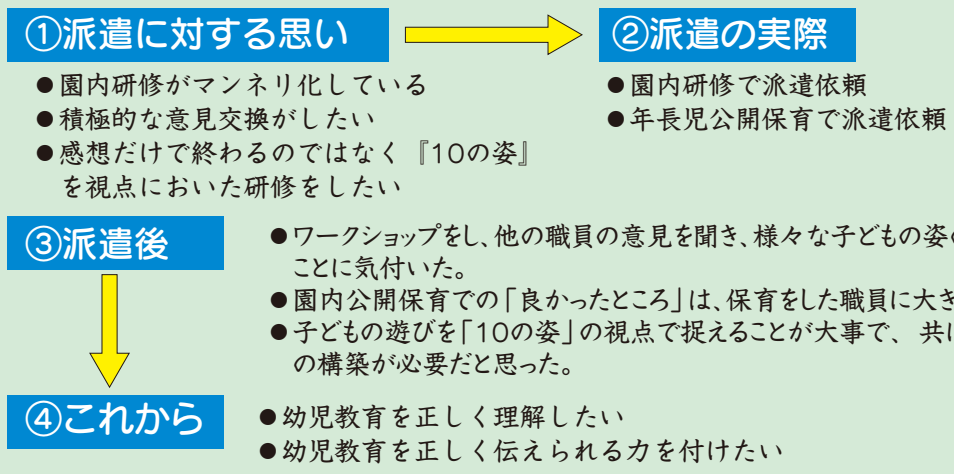 ①派遣に対する思い
●園内研修がマンネリ化している
●積極的な意見交換がしたい
●感想だけで終わるのではなく『10の姿』
を視点においた研修をしたい
②派遣の実際
●園内研修で派遣依頼
●年長児公開保育で派遣依頼
③派遣後
●ワークショップをし、他の職員の意見を聞き、様々な子どもの姿
ことに気付いた。
●園内公開保育での「良かったところ」は、保育をした職員に大き
●子どもの遊びを「10の姿」の視点で捉えることが大事で、共に
の構築が必要だと思った。
④これから
●幼児教育を正しく理解したい
●幼児教育を正しく伝えられる力を付けたい